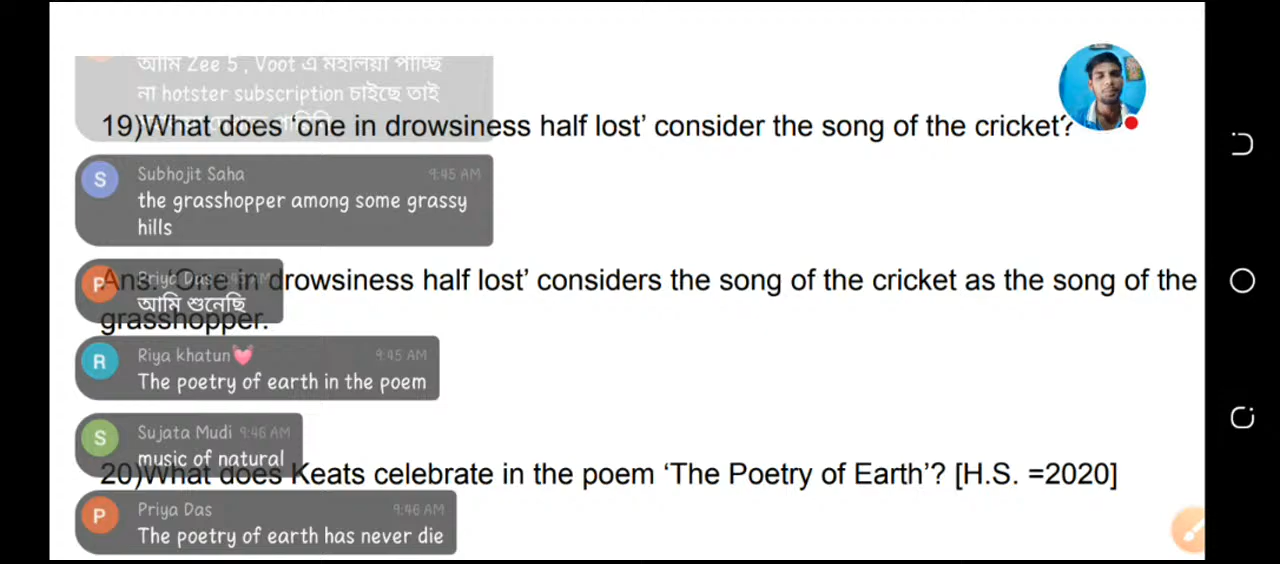 আমি Zee 5 , Voot এ মহালয়া পাচ্ছি
না hotster subscription চাইছে তাই
19)What does ‘one in drowsiness half lost’ consider the song of the cricket?
S Subhojit Saha 9:45 AM
the grasshopper among some grassy
hills
Ans. ‘One in drowsiness half lost’ considers the song of the cricket as the song of the
P Priya Das 9:45 AM
আমি শুনেছি
grasshopper.
R Riya khatun💓 9:45 AM
The poetry of earth in the poem
S Sujata Mudi 9:46 AM
music of natural
20)What does Keats celebrate in the poem ‘The Poetry of Earth’? [H.S. =2020]
P Priya Das 9:46 AM
The poetry of earth has never die